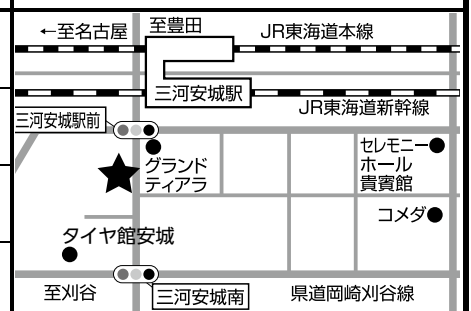 ←至名古屋
至豊田
JR東海道本線
三河安城駅
JR東海道新幹線
三河安城駅前
グランド
ティアラ
セレモニー
ホール
貴賓館
コメダ
タイヤ館安城
至刈谷
三河安城南
県道岡崎刈谷線